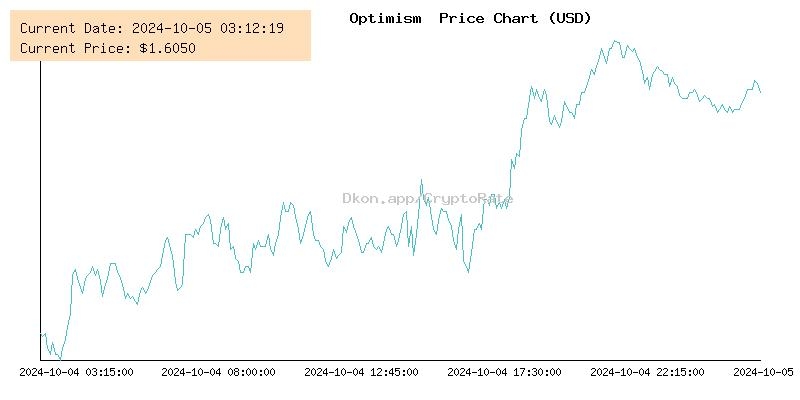 Optimism Price Chart (USD)
Current Date: 2024-10-05 03:12:19
Current Price: $1.6050
Dkon.app/CryptoRate
2024-10-04 03:15:00 2024-10-04 08:00:00 2024-10-04 12:45:00 2024-10-04 17:30:00 2024-10-04 22:15:00 2024-10-05